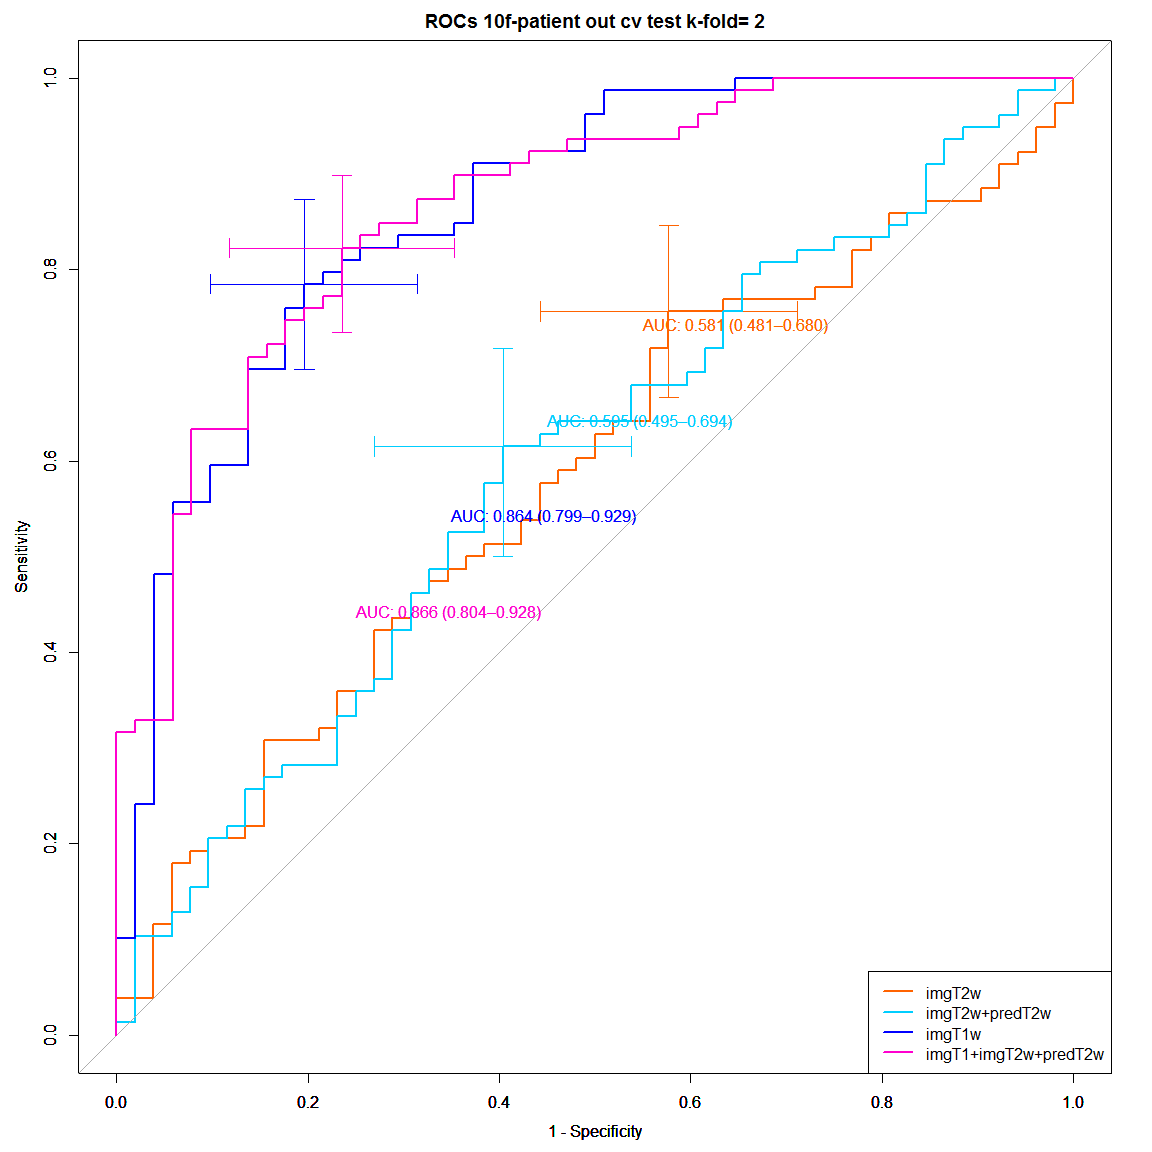 ROCs 10f-patient out cv test k-fold= 2
1.0
0.8
0.6
0.4
0.2
0.0
Sensitivity
AUC: 0.581 (0.481–0.680)
AUC: 0.595 (0.495–0.694)
AUC: 0.864 (0.799–0.929)
AUC: 0.866 (0.804–0.928)
imgT2w
imgT2w+predT2w
imgT1w
imgT1+imgT2w+predT2w
0.0 0.2 0.4 0.6 0.8 1.0
1 - Specificity